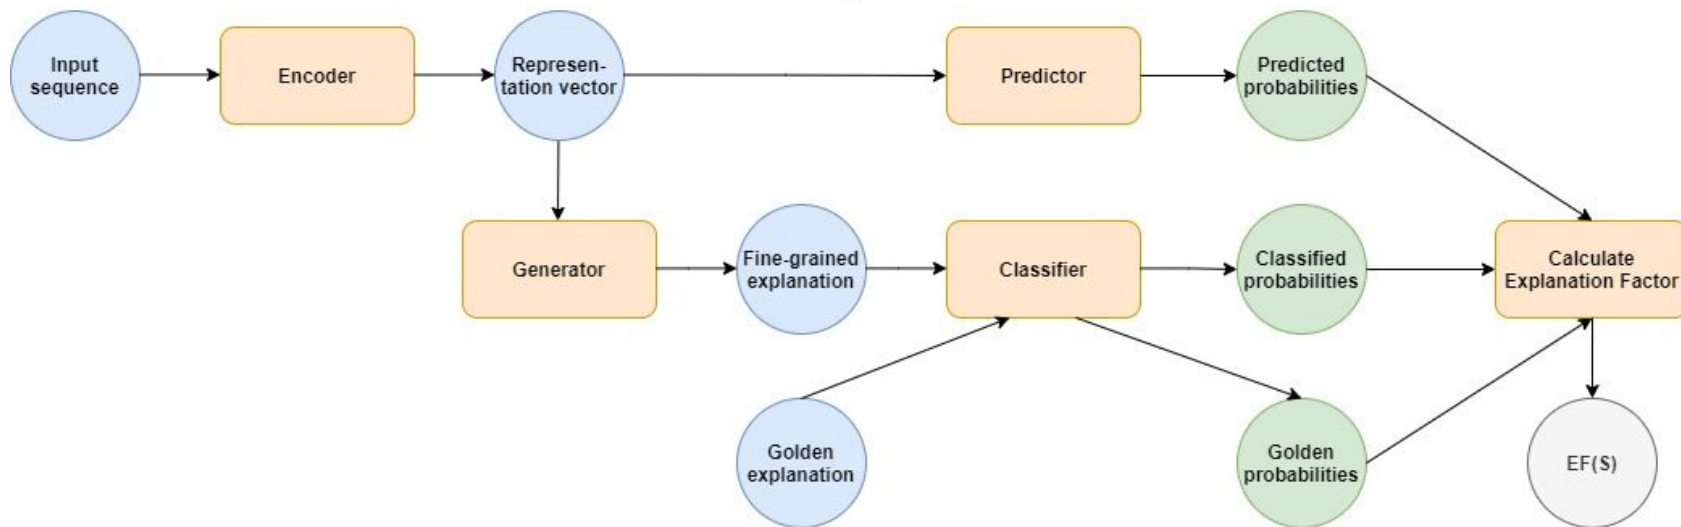 Input
sequence
Encoder
Represen-
tation vector
Predictor
Predicted
probabilities
Generator
Fine-grained
explanation
Classifier
Classified
probabilities
Calculate
Explanation Factor
Golden
explanation
Golden
probabilities
EF(S)